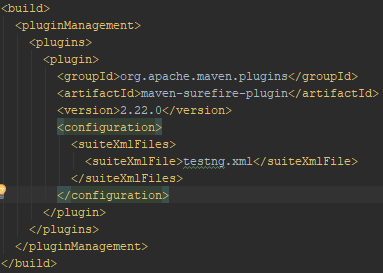 <build>
<pluginManagement>
<plugins>
<plugin>
<groupId>org.apache.maven.plugins</groupId>
<artifactId>maven-surefire-plugin</artifactId>
<version>2.22.0</version>
<configuration>
<suiteXmlFiles>
<suiteXmlFile>testng.xml</suiteXmlFile>
</suiteXmlFiles>
</configuration>
</plugin>
</plugins>
</pluginManagement>
</build>